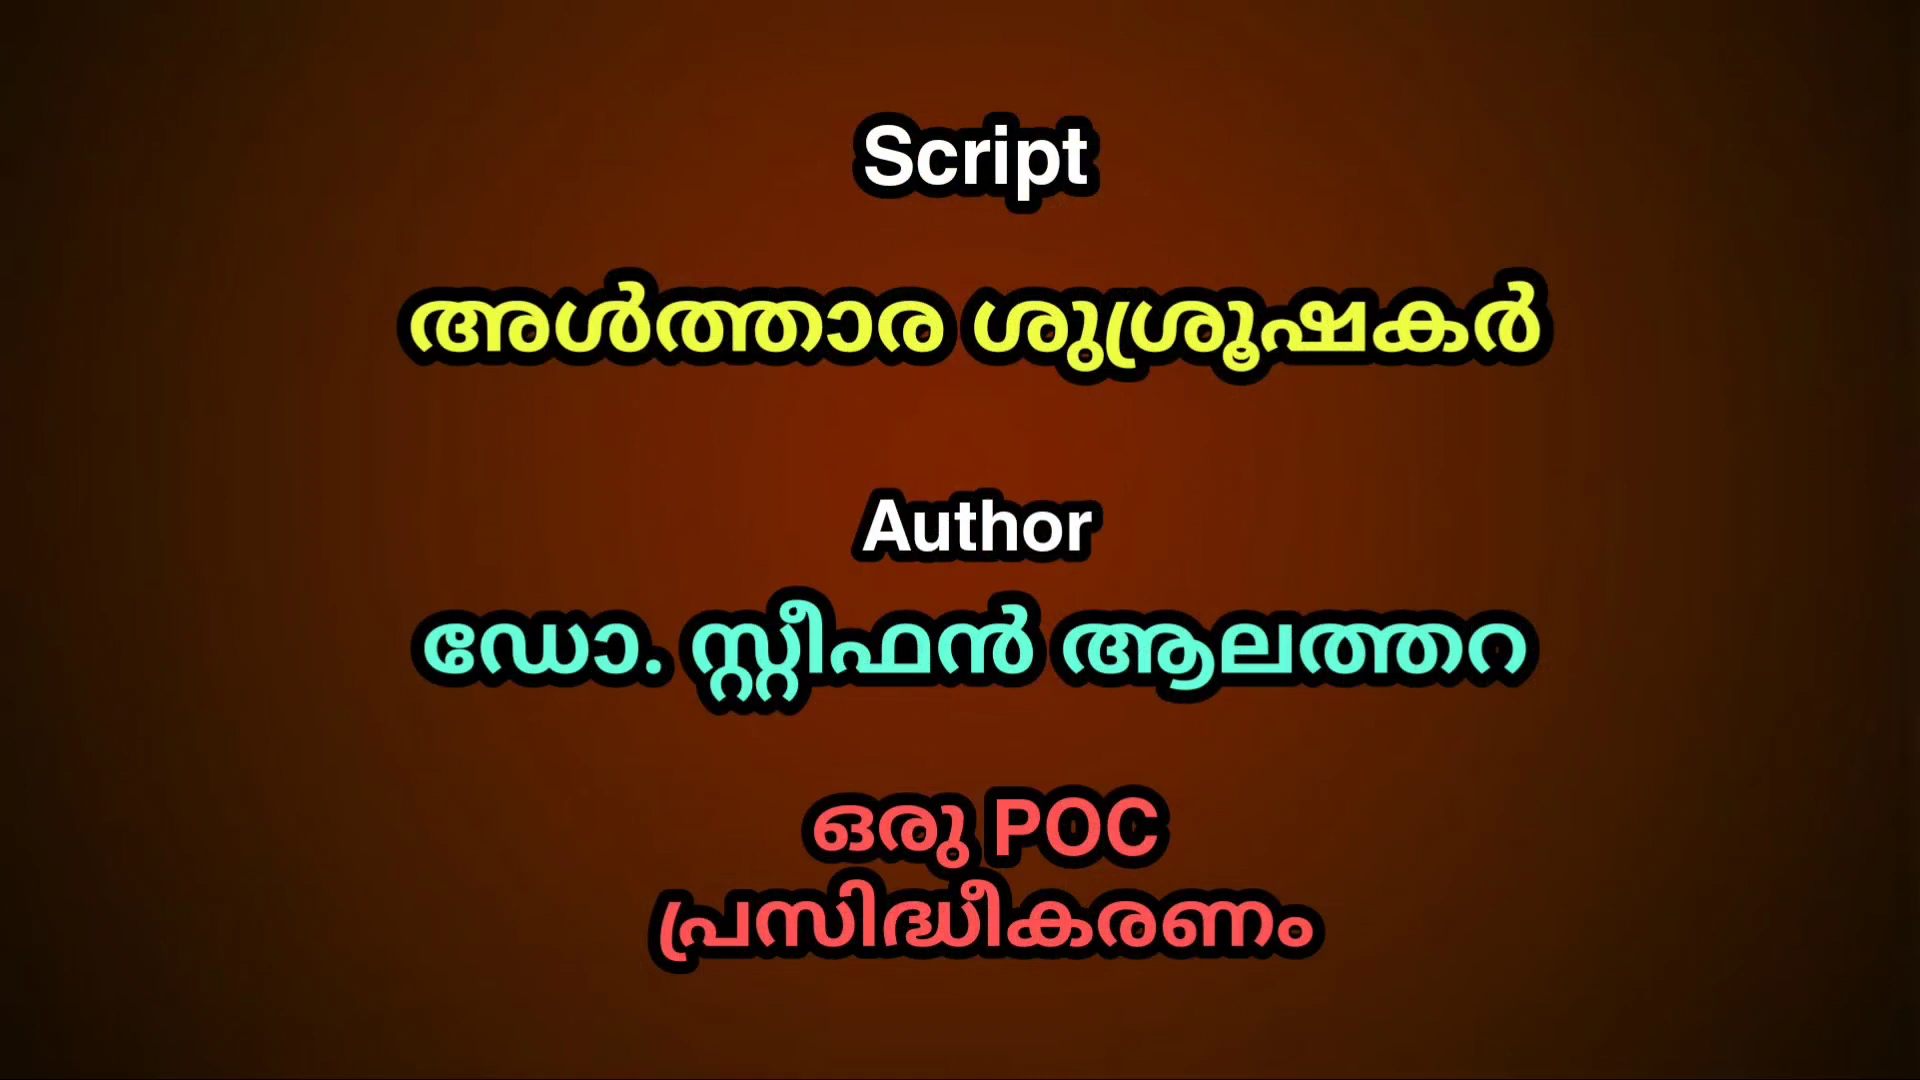 Script
അൾത്താര ശുശ്രൂഷകർ
Author
ഡോ. സ്റ്റീഫൻ ആലത്തറ
ഒരു POC
പ്രസിദ്ധീകരണം